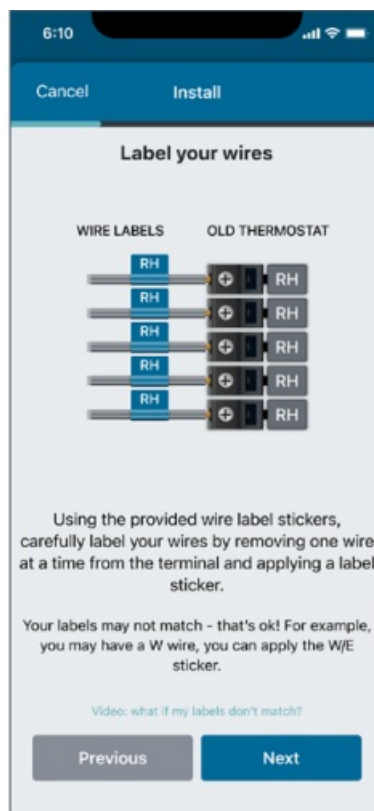 6:10
Cancel Install
Label your wires
WIRE LABELS OLD THERMOSTAT
RH RH
RH RH
RH RH
RH RH
RH RH
Using the provided wire label stickers,
carefully label your wires by removing one wire
at a time from the terminal and applying a label
sticker.
Your labels may not match - that's ok! For example,
you may have a W wire, you can apply the W/E
sticker.
Video: what if my labels don't match?
Previous Next